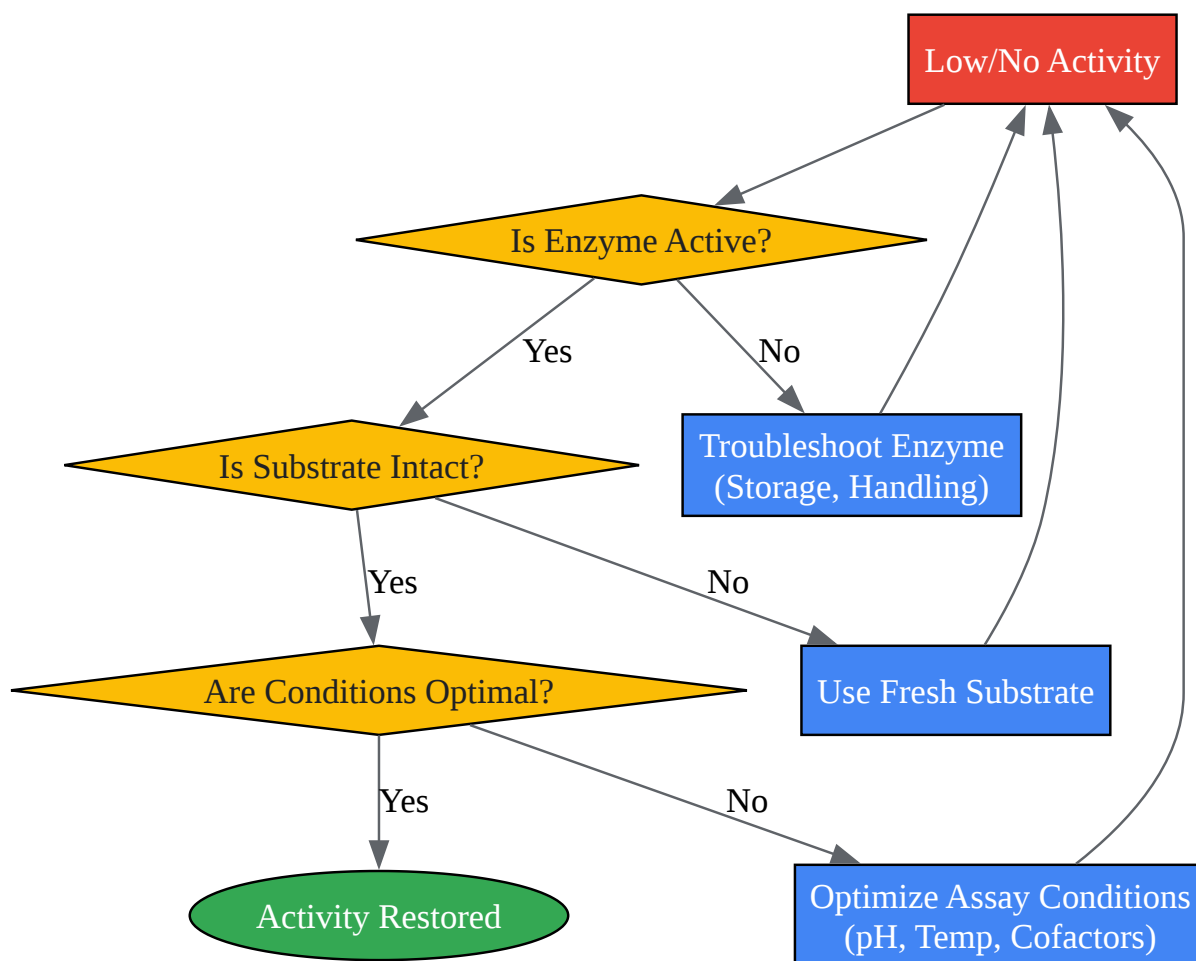 Low/No Activity
Is Enzyme Active?
Yes
No
Is Substrate Intact?
Troubleshoot Enzyme
(Storage, Handling)
Yes
No
Are Conditions Optimal?
Use Fresh Substrate
Yes
No
Activity Restored
Optimize Assay Conditions
(pH, Temp, Cofactors)